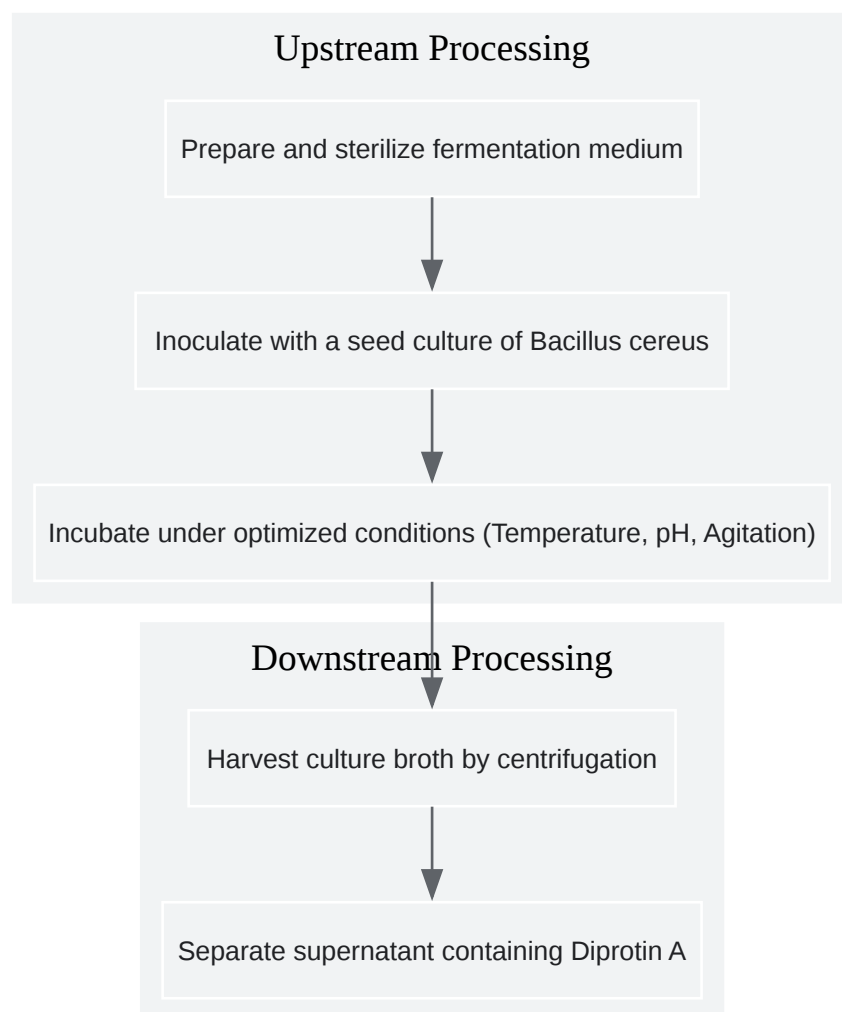 Upstream Processing
Prepare and sterilize fermentation medium
Inoculate with a seed culture of Bacillus cereus
Incubate under optimized conditions (Temperature, pH, Agitation)
Downstream Processing
Harvest culture broth by centrifugation
Separate supernatant containing Diprotin A